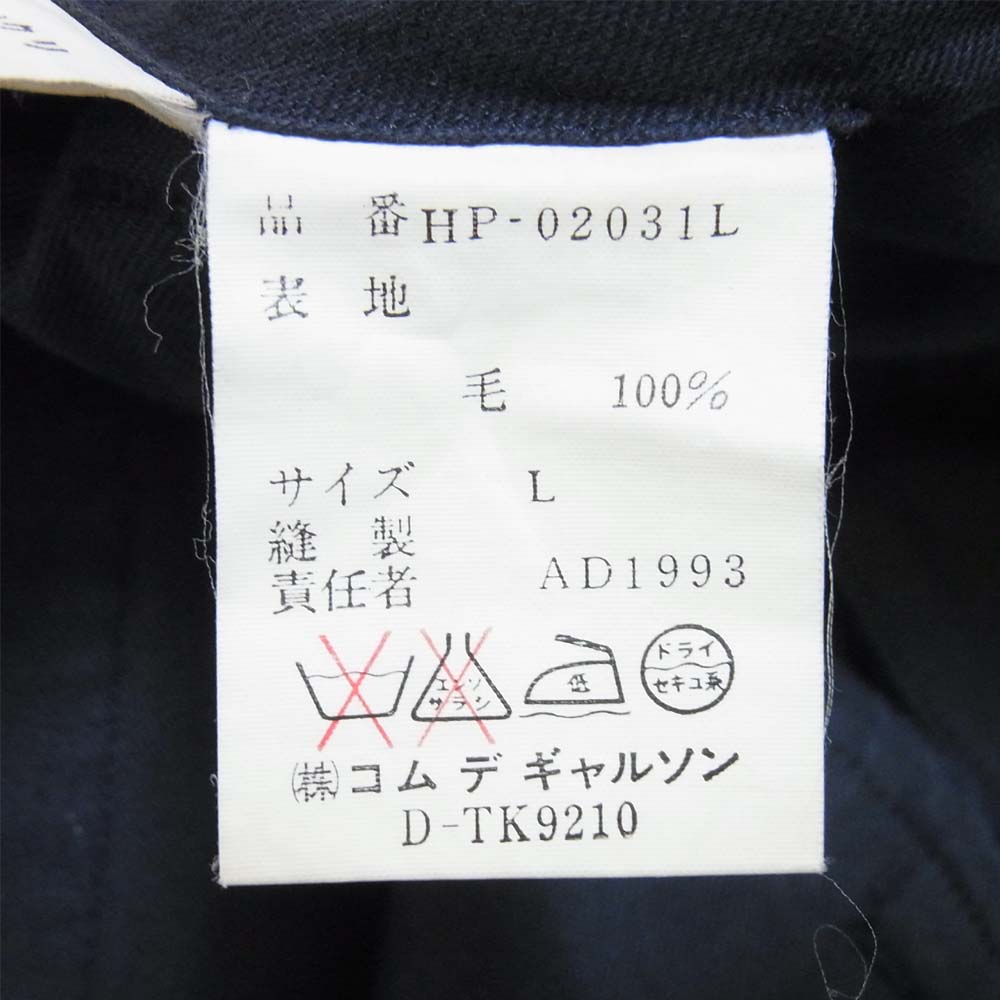 品番 HP-02031L
表地
毛 100%
サイズ L
縫製
責任者 AD1993
エンソ
サラシ
低
ドライ
セキユ系
㈱コムデギャルソン
D-TK9210